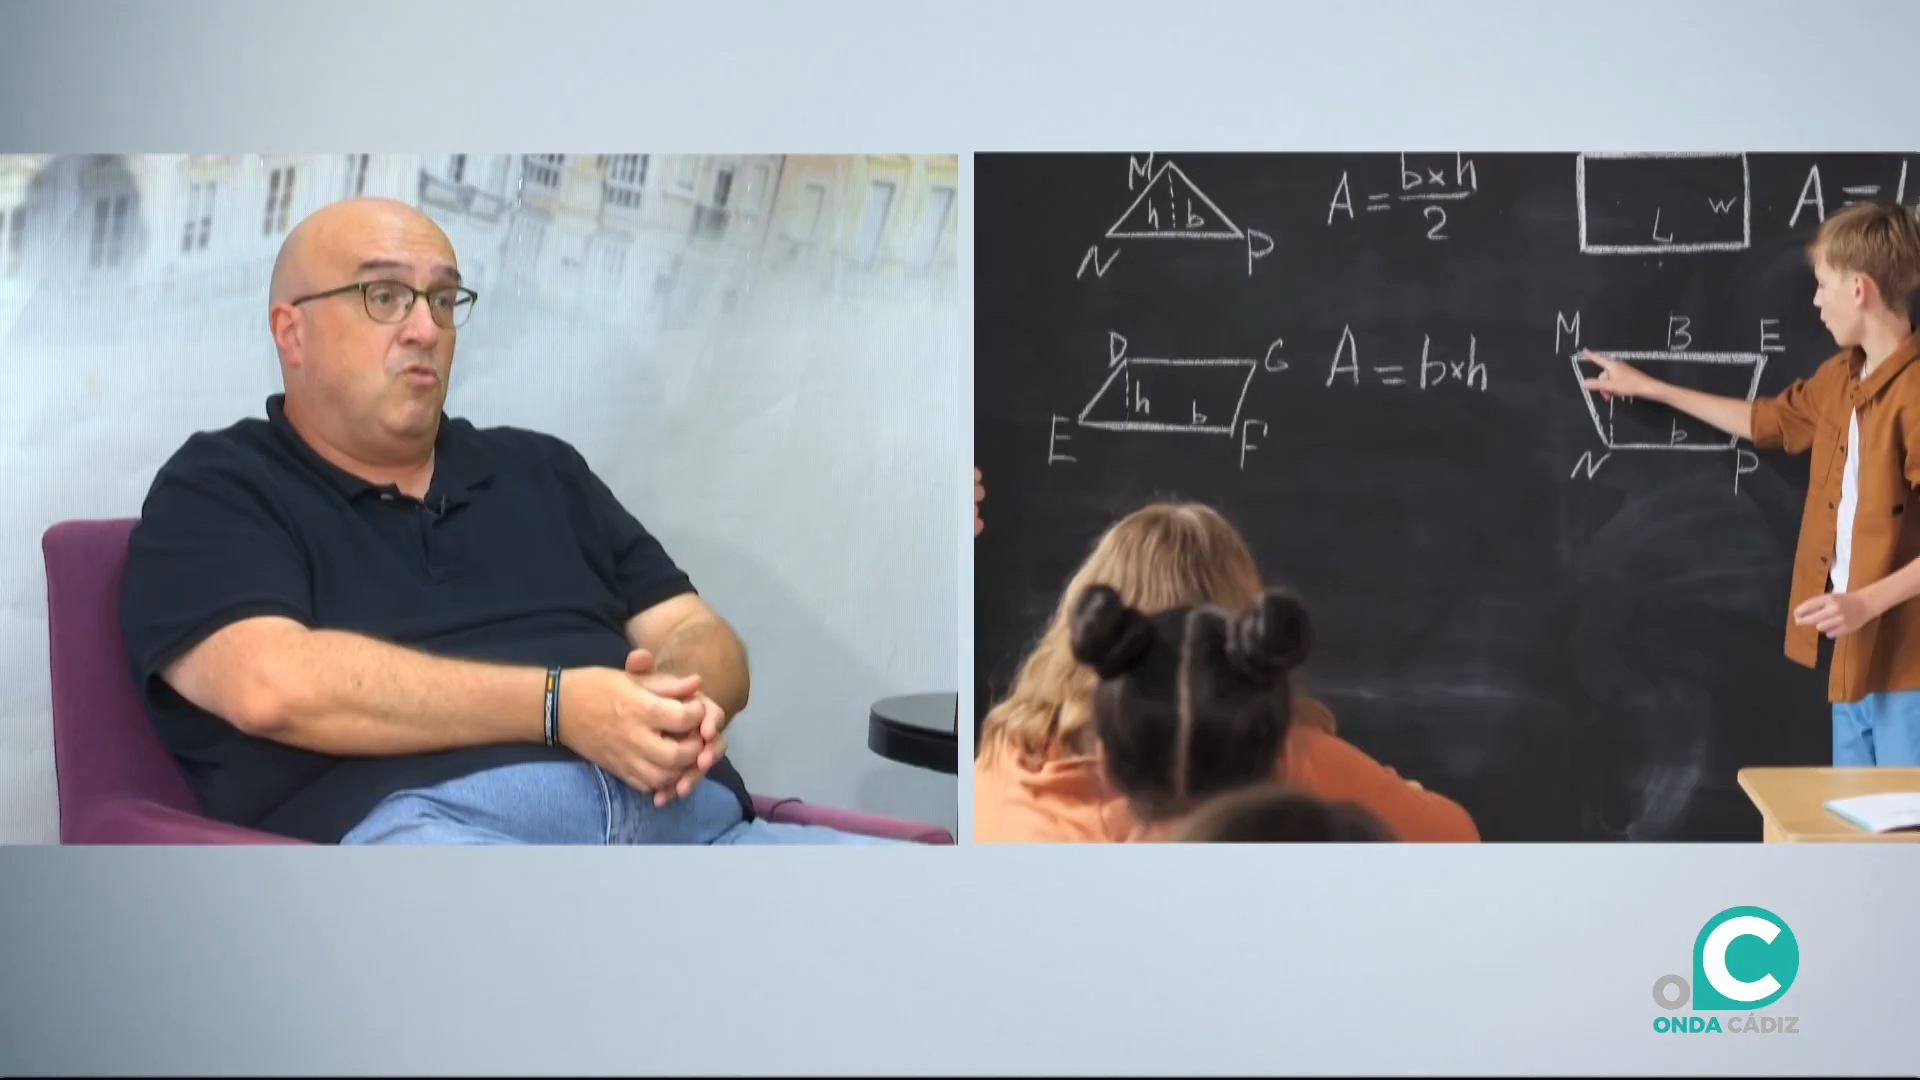 M
h b
N P
A = b×h
2
L w
A = L
D G
h b
E F
A = b×h
M B E
b
N P
ONDA CÁDIZ